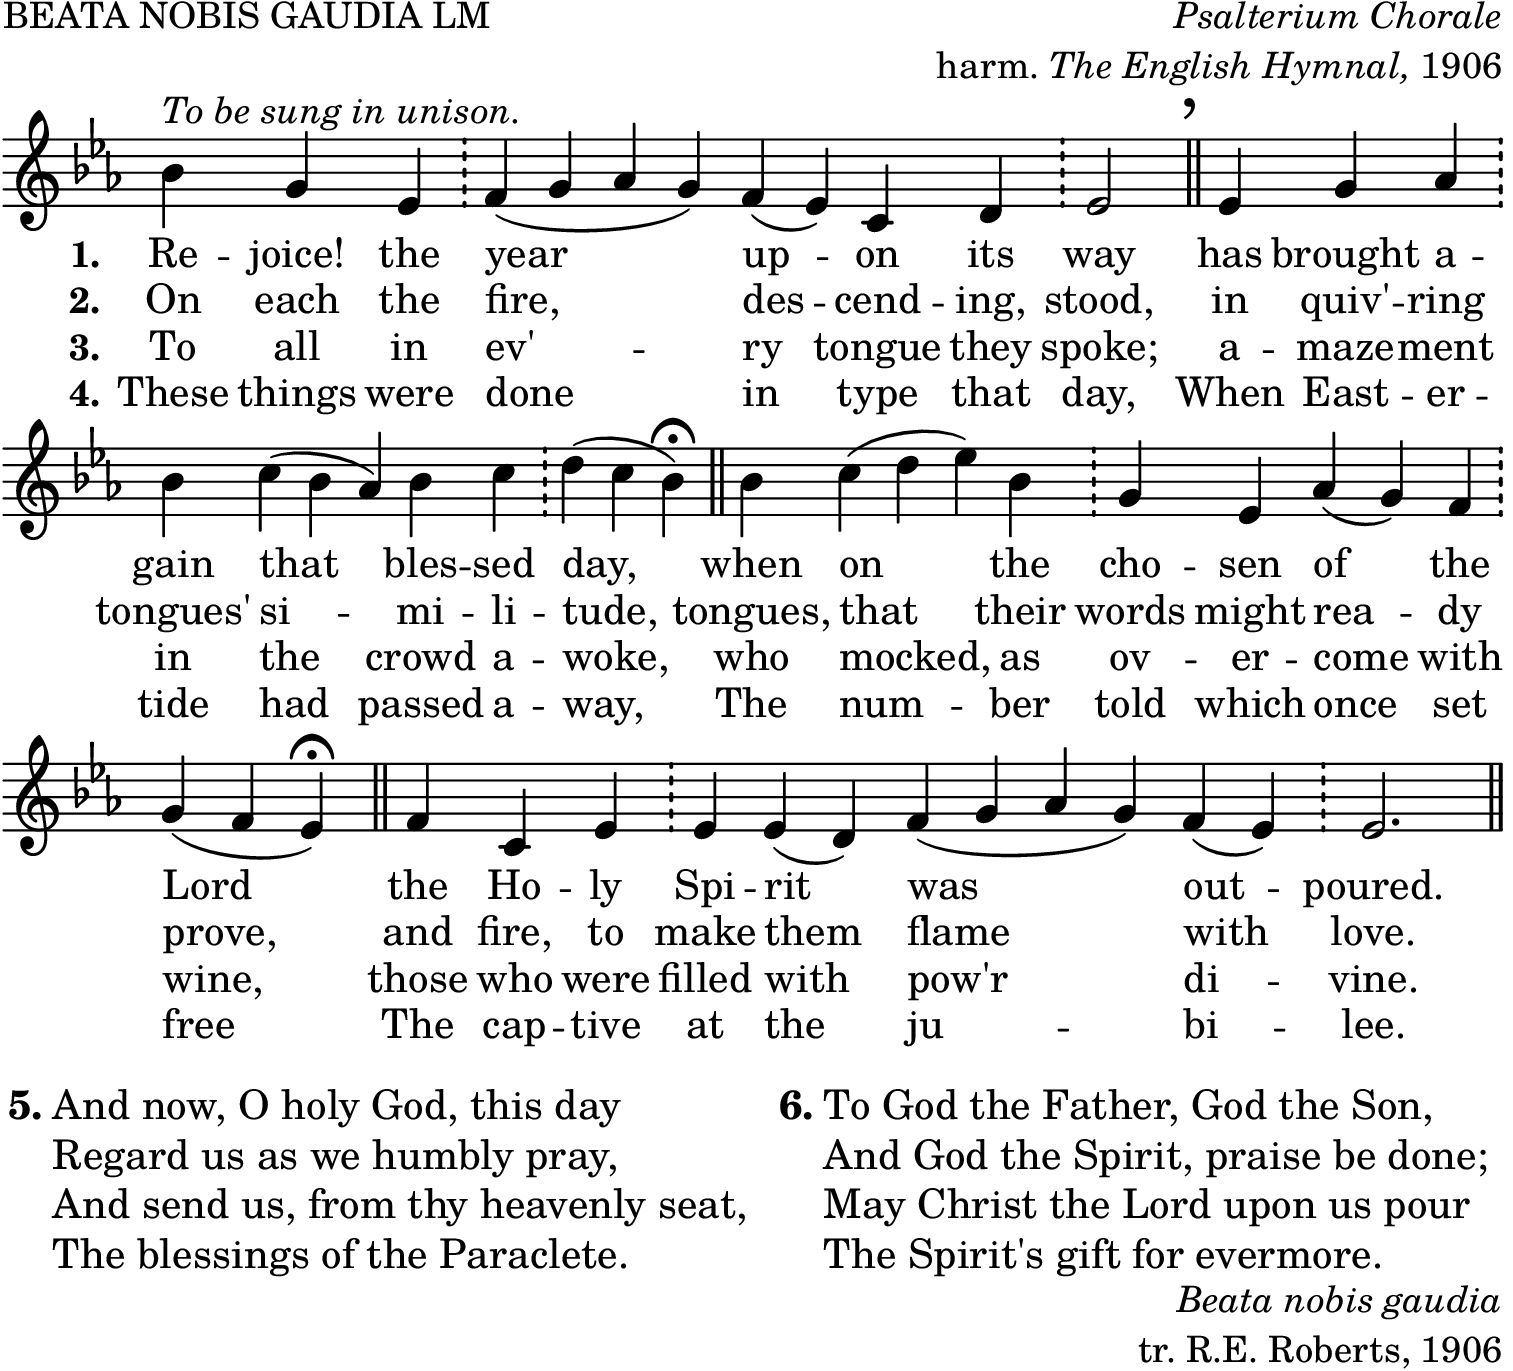 BEATA NOBIS GAUDIA LM
Psalterium Chorale
harm. The English Hymnal, 1906
To be sung in unison.
1. Re - joice! the year up - on its way has brought a -
2. On each the fire, des - cend - ing, stood, in quiv' - ring
3. To all in ev' - ry tongue they spoke; a - maze - ment
4. These things were done in type that day, When East - er -
gain that bles - sed day, when on the cho - sen of the
tongues' si - mi - li - tude, tongues, that their words might rea - dy
in the crowd a - woke, who mocked, as ov - er - come with
tide had passed a - way, The num - ber told which once set
Lord the Ho - ly Spi - rit was out - poured.
prove, and fire, to make them flame with love.
wine, those who were filled with pow'r di - vine.
free The cap - tive at the ju - bi - lee.
5. And now, O holy God, this day
Regard us as we humbly pray,
And send us, from thy heavenly seat,
The blessings of the Paraclete.
6. To God the Father, God the Son,
And God the Spirit, praise be done;
May Christ the Lord upon us pour
The Spirit's gift for evermore.
Beata nobis gaudia
tr. R.E. Roberts, 1906